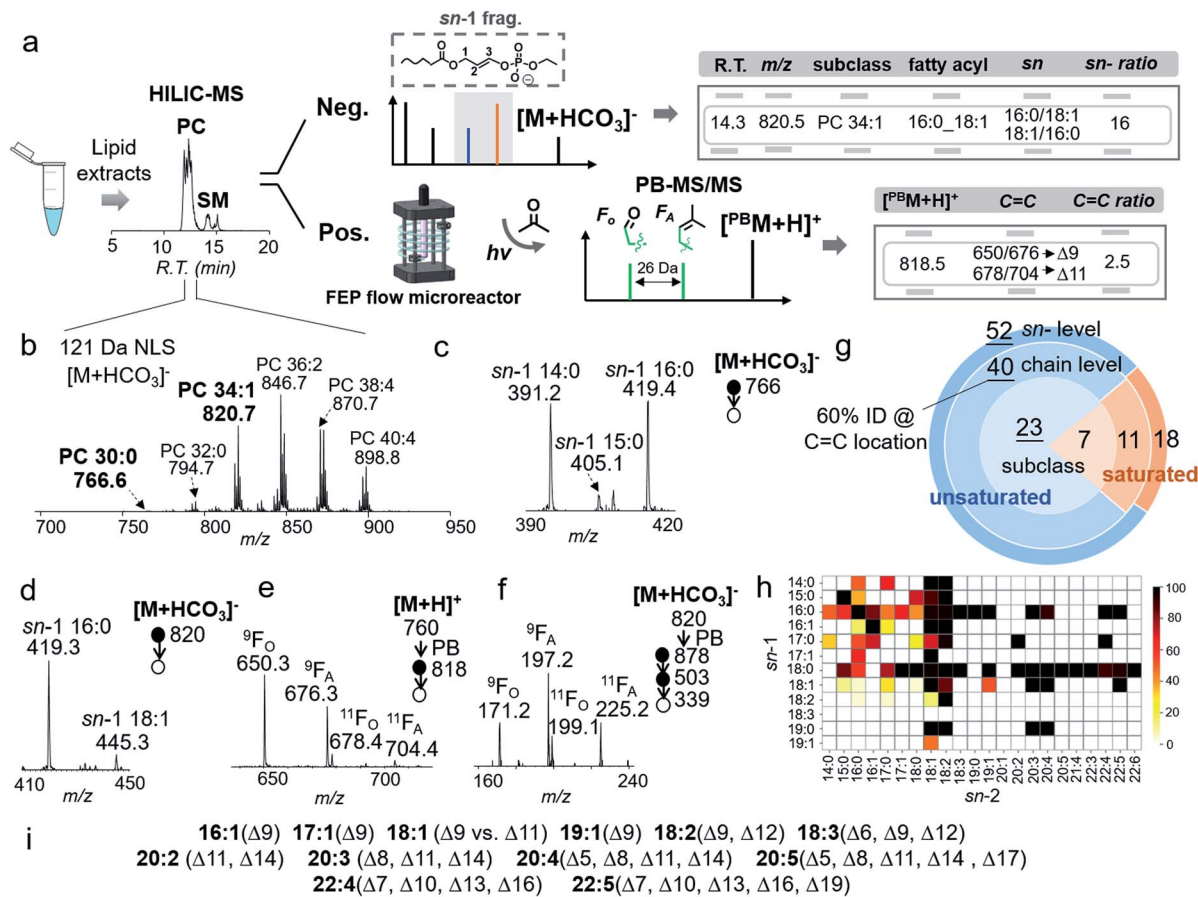 a
sn-1 frag.
O
1
3
O
O
2
P
O
O
⊖
HILIC-MS
PC
SM
Lipid
extracts
5 10 15 20
R.T. (min)
Neg.
[M+HCO₃]⁻
R.T. m/z subclass fatty acyl sn sn- ratio
14.3 820.5 PC 34:1 16:0_18:1 16:0/18:1 16
18:1/16:0
Pos.
FEP flow microreactor
O
hv
PB-MS/MS
Fₒ
O
F_A
26 Da
[ᴾᴮM+H]⁺
[ᴾᴮM+H]⁺ C=C C=C ratio
818.5 650/676 → Δ9 2.5
678/704 → Δ11
b
121 Da NLS
[M+HCO₃]⁻
PC 30:0
766.6
PC 32:0
794.7
PC 34:1
820.7
PC 36:2
846.7
PC 38:4
870.7
PC 40:4
898.8
700 750 800 850 900 950
m/z
c
sn-1 14:0
391.2
sn-1 15:0
405.1
sn-1 16:0
419.4
[M+HCO₃]⁻
766
390 420
m/z
g
52 sn- level
40 chain level
60% ID @
C=C location
23
subclass
7 11 18
unsaturated
saturated
d
sn-1 16:0
419.3
sn-1 18:1
445.3
[M+HCO₃]⁻
820
410 450
m/z
e
⁹F_O
650.3
⁹F_A
676.3
¹¹F_O
678.4
¹¹F_A
704.4
[M+H]⁺
760
PB
818
650 700
m/z
f
⁹F_O
171.2
⁹F_A
197.2
¹¹F_O
199.1
¹¹F_A
225.2
[M+HCO₃]⁻
820
PB
878
503
339
160 240
m/z
h
sn-1
14:0
15:0
16:0
16:1
17:0
17:1
18:0
18:1
18:2
18:3
19:0
19:1
14:0 15:0 16:0 16:1 17:0 17:1 18:0 18:1 18:2 18:3 19:0 19:1 20:1 20:2 20:3 20:4 20:5 21:4 22:3 22:4 22:5 22:6
sn-2
100
80
60
40
20
0
i
16:1(Δ9) 17:1(Δ9) 18:1 (Δ9 vs. Δ11) 19:1(Δ9) 18:2(Δ9, Δ12) 18:3(Δ6, Δ9, Δ12)
20:2 (Δ11, Δ14) 20:3 (Δ8, Δ11, Δ14) 20:4(Δ5, Δ8, Δ11, Δ14) 20:5(Δ5, Δ8, Δ11, Δ14 , Δ17)
22:4(Δ7, Δ10, Δ13, Δ16) 22:5(Δ7, Δ10, Δ13, Δ16, Δ19)